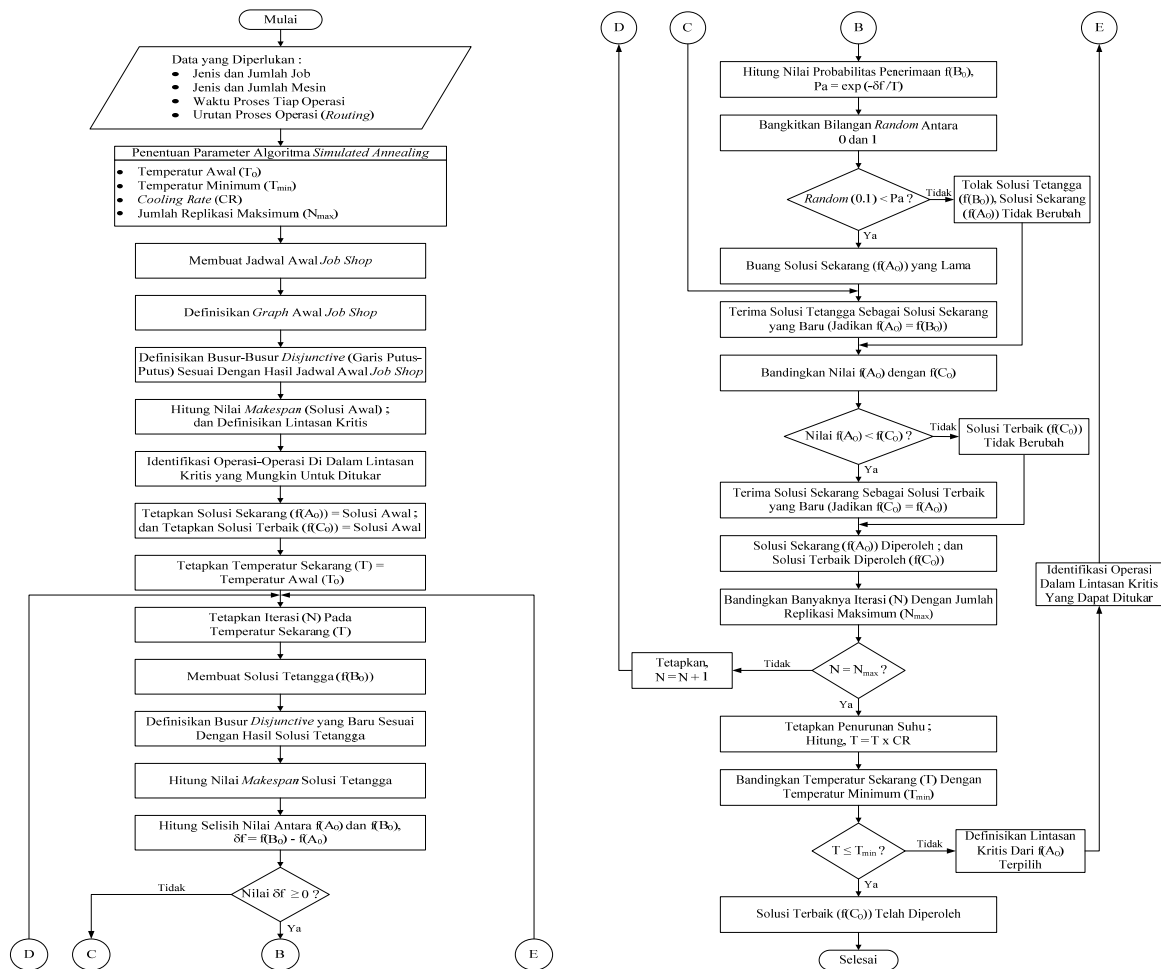 Mulai
Data yang Diperlukan :
• Jenis dan Jumlah Job
• Jenis dan Jumlah Mesin
• Waktu Proses Tiap Operasi
• Urutan Proses Operasi (Routing)
Penentuan Parameter Algoritma Simulated Annealing
• Temperatur Awal (T₀)
• Temperatur Minimum (Tmin)
• Cooling Rate (CR)
• Jumlah Replikasi Maksimum (Nmax)
Membuat Jadwal Awal Job Shop
Definisikan Graph Awal Job Shop
Definisikan Busur-Busur Disjunctive (Garis Putus-
Putus) Sesuai Dengan Hasil Jadwal Awal Job Shop
Hitung Nilai Makespan (Solusi Awal) ;
dan Definisikan Lintasan Kritis
Identifikasi Operasi-Operasi Di Dalam Lintasan
Kritis yang Mungkin Untuk Ditukar
Tetapkan Solusi Sekarang (f(A₀)) = Solusi Awal ;
dan Tetapkan Solusi Terbaik (f(C₀)) = Solusi Awal
Tetapkan Temperatur Sekarang (T) =
Temperatur Awal (T₀)
Tetapkan Iterasi (N) Pada
Temperatur Sekarang (T)
Membuat Solusi Tetangga (f(B₀))
Definisikan Busur Disjunctive yang Baru Sesuai
Dengan Hasil Solusi Tetangga
Hitung Nilai Makespan Solusi Tetangga
Hitung Selisih Nilai Antara f(A₀) dan f(B₀),
δf = f(B₀) - f(A₀)
Tidak
Nilai δf ≥ 0 ?
Ya
D
C
B
E
D
C
B
E
Hitung Nilai Probabilitas Penerimaan f(B₀),
Pa = exp (-δf /T)
Bangkitkan Bilangan Random Antara
0 dan 1
Random (0.1) < Pa ?
Tidak
Tolak Solusi Tetangga
(f(B₀)), Solusi Sekarang
(f(A₀)) Tidak Berubah
Ya
Buang Solusi Sekarang (f(A₀)) yang Lama
Terima Solusi Tetangga Sebagai Solusi Sekarang
yang Baru (Jadikan f(A₀) = f(B₀))
Bandingkan Nilai f(A₀) dengan f(C₀)
Nilai f(A₀) < f(C₀) ?
Tidak
Solusi Terbaik (f(C₀))
Tidak Berubah
Ya
Terima Solusi Sekarang Sebagai Solusi Terbaik
yang Baru (Jadikan f(C₀) = f(A₀))
Solusi Sekarang (f(A₀)) Diperoleh ; dan
Solusi Terbaik Diperoleh (f(C₀))
Identifikasi Operasi
Dalam Lintasan Kritis
Yang Dapat Ditukar
Bandingkan Banyaknya Iterasi (N) Dengan Jumlah
Replikasi Maksimum (Nmax)
Tetapkan,
N = N + 1
Tidak
N = Nmax ?
Ya
Tetapkan Penurunan Suhu ;
Hitung, T = T x CR
Bandingkan Temperatur Sekarang (T) Dengan
Temperatur Minimum (Tmin)
T ≤ Tmin ?
Tidak
Definisikan Lintasan
Kritis Dari f(A₀)
Terpilih
Ya
Solusi Terbaik (f(C₀)) Telah Diperoleh
Selesai